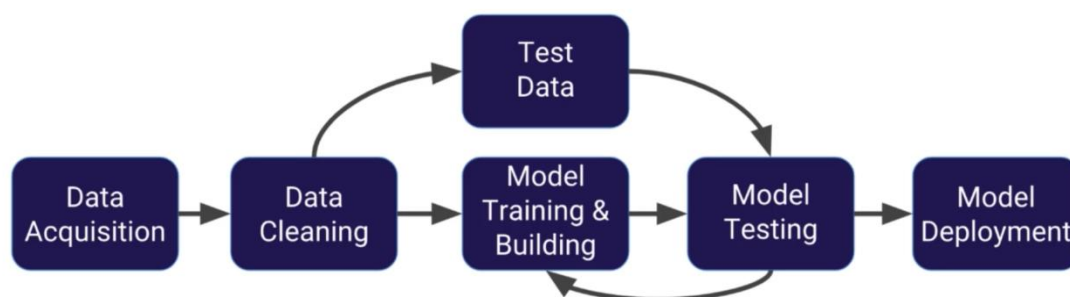 Test
Data
Data
Acquisition
Data
Cleaning
Model
Training &
Building
Model
Testing
Model
Deployment